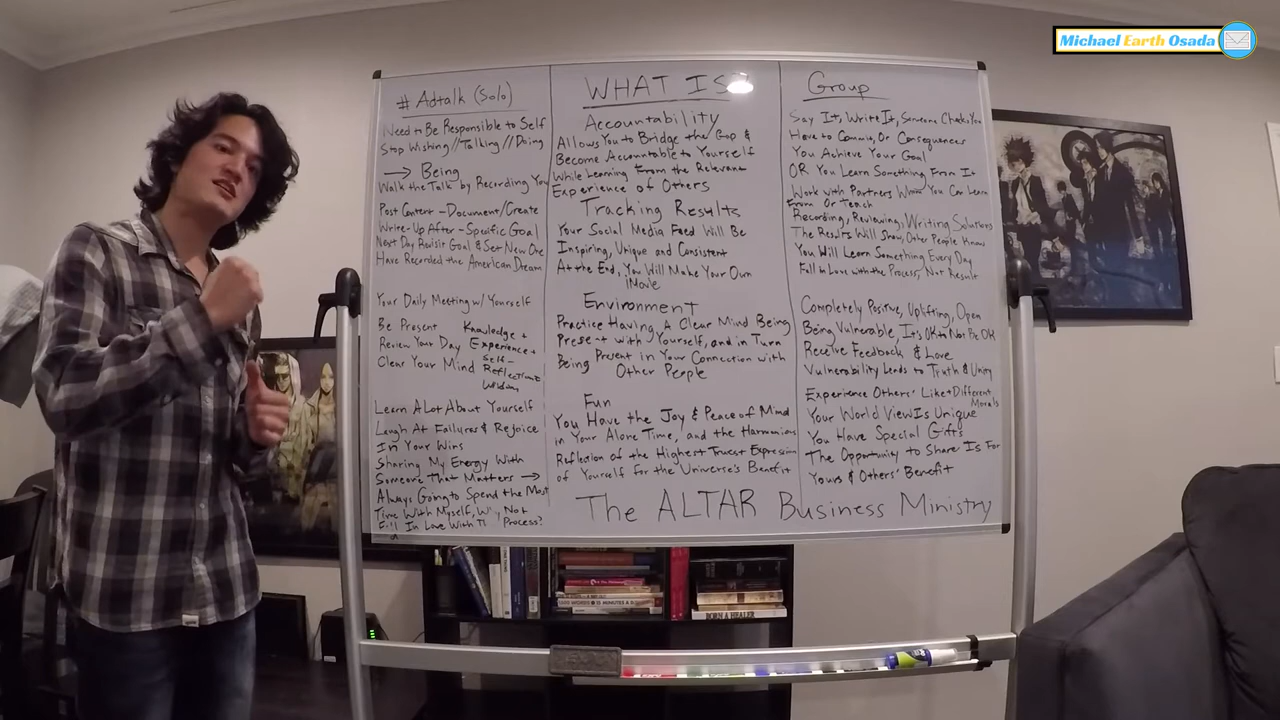 Michael Earth Osada
# Adtalk (Solo)
Need to Be Responsible to Self
Stop Wishing//Talking//Doing
→ Being
Walk the Talk by Recording You
Post Content - Document/Create
Write-Up After - Specific Goal
Next Day Revisit Goal & Set New One
Have Recorded the American Dream
Your Daily Meeting w/ Yourself
Be Present Knowledge +
Review Your Day Experience +
Clear Your Mind Self-
Reflection =
Wisdom
Learn A Lot About Yourself
Laugh At Failures & Rejoice
In Your Wins
Sharing My Energy With
Someone That Matters →
Always Going to Spend the Most
Time With Myself, Why Not
Fall In Love With The Process?
WHAT IS
Accountability
Allows You to Bridge the Gap &
Become Accountable to Yourself
While Learning From the Relevant
Experience of Others
Tracking Results
Your Social Media Feed Will Be
Inspiring, Unique and Consistent
At the End, You Will Make Your Own
Movie
Environment
Practice Having A Clear Mind Being
Present with Yourself, and in Turn
Being Present in Your Connection with
Other People
Fun
You Have the Joy & Peace of Mind
in Your Alone Time, and the Harmonious
Reflection of the Highest Truest Expression
of Yourself for the Universe's Benefit
Group
Say It, Write It, Someone Checks You
Have to Commit, Or Consequences
You Achieve Your Goal
OR You Learn Something From It
Work with Partners You Can Learn
From Or Teach
Recording, Reviewing, Writing Solutions
The Results Will Show, Other People Know
You Will Learn Something Every Day
Fall in Love with the Process, Not Result
Completely Positive, Uplifting, Open
Being Vulnerable, It's OK to Not Be OK
Receive Feedback & Love
Vulnerability Leads to Truth & Unity
Experience Others' Like + Different
Morals
Your World View Is Unique
You Have Special Gifts
The Opportunity to Share Is For
Yours & Others' Benefit
The ALTAR Business Ministry
BORN A HEALER